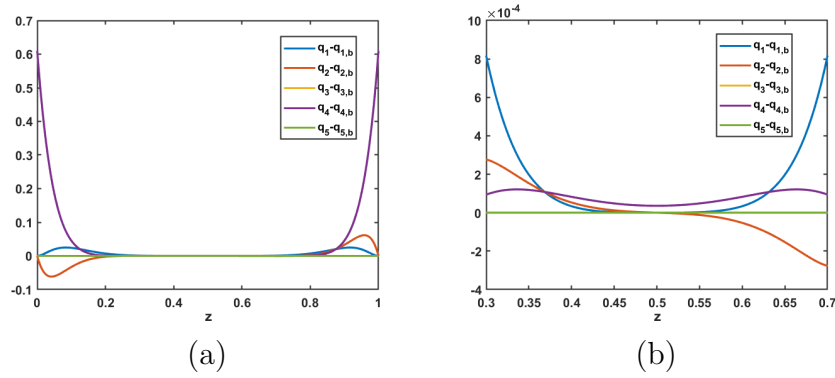 0.7
0.6
0.5
0.4
0.3
0.2
0.1
0
-0.1
0 0.2 0.4 0.6 0.8 1
z
q1-q1,b
q2-q2,b
q3-q3,b
q4-q4,b
q5-q5,b
(a)
10 × 10-4
8
6
4
2
0
-2
-4
0.3 0.35 0.4 0.45 0.5 0.55 0.6 0.65 0.7
z
q1-q1,b
q2-q2,b
q3-q3,b
q4-q4,b
q5-q5,b
(b)